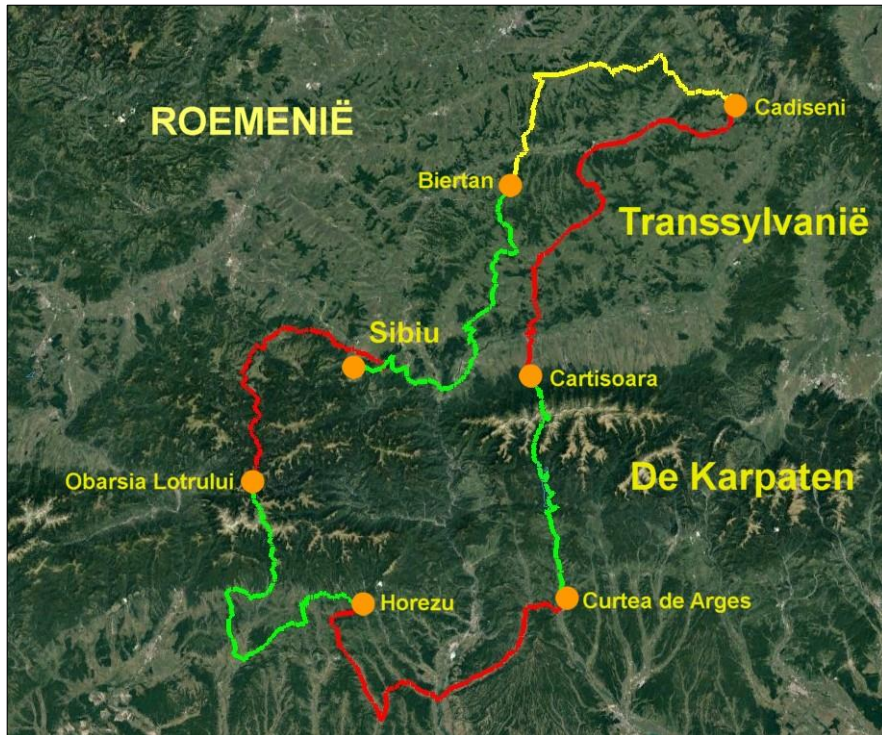 ROEMENIË
Cadiseni
Biertan
Transsylvanië
Sibiu
Cartisoara
Obarsia Lotrului
De Karpaten
Horezu
Curtea de Arges